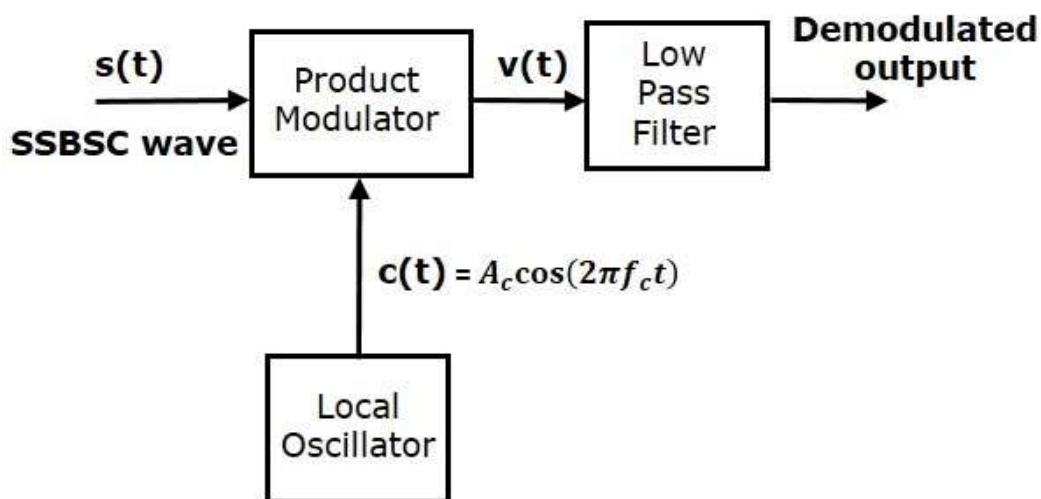 s(t)
SSBSC wave
Product
Modulator
v(t)
Low
Pass
Filter
Demodulated
output
c(t) = A_c cos(2πf_c t)
Local
Oscillator